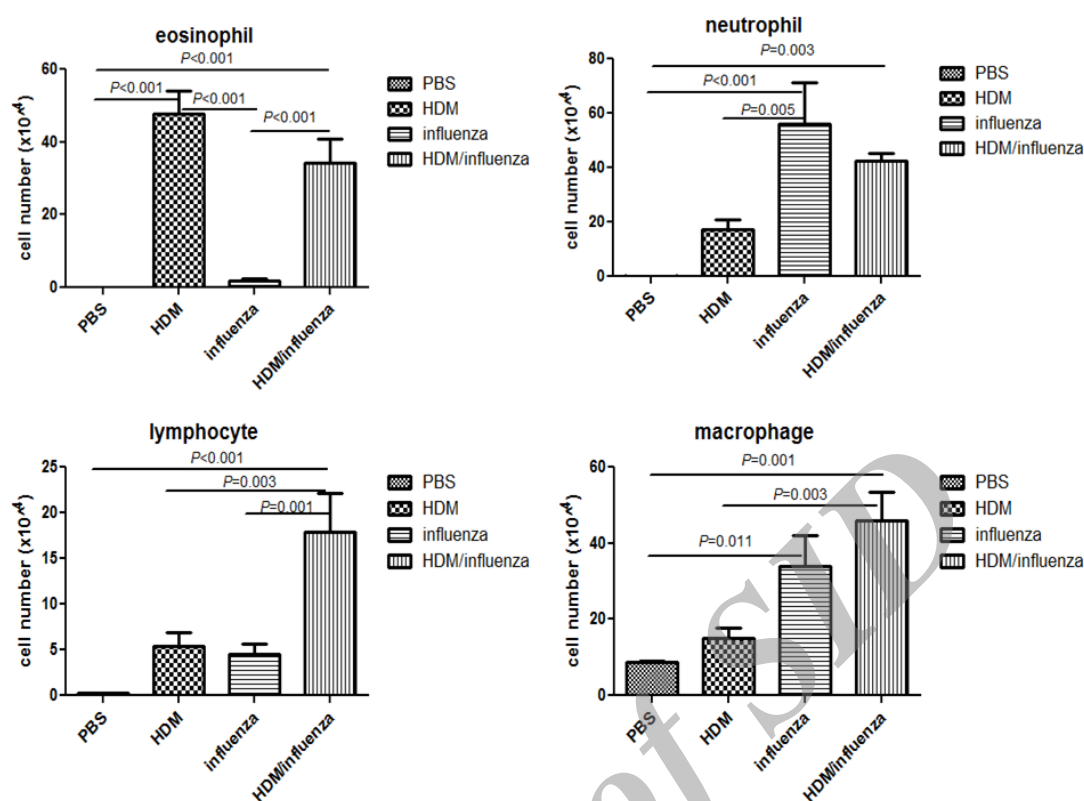 eosinophil
P<0.001
P<0.001
P<0.001
P<0.001
60
40
20
0
cell number (x10^4)
PBS
HDM
influenza
HDM/influenza
PBS
HDM
influenza
HDM/influenza
neutrophil
P=0.003
P<0.001
P=0.005
80
60
40
20
0
cell number (x10^4)
PBS
HDM
influenza
HDM/influenza
PBS
HDM
influenza
HDM/influenza
lymphocyte
P<0.001
P=0.003
P=0.001
25
20
15
10
5
0
cell number (x10^4)
PBS
HDM
influenza
HDM/influenza
PBS
HDM
influenza
HDM/influenza
macrophage
P=0.001
P=0.003
P=0.011
60
40
20
0
cell number (x10^4)
PBS
HDM
influenza
HDM/influenza
PBS
HDM
influenza
HDM/influenza
of SID